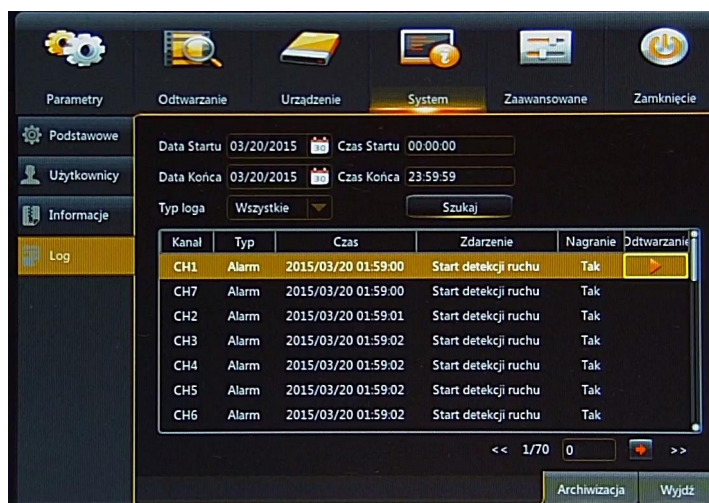 Parametry Odtwarzanie Urządzenie System Zaawansowane Zamknięcie
Podstawowe
Użytkownicy
Informacje
Log
Data Startu 03/20/2015 30 Czas Startu 00:00:00
Data Końca 03/20/2015 30 Czas Końca 23:59:59
Typ loga Wszystkie Szukaj
Kanał Typ Czas Zdarzenie Nagranie Odtwarzanie
CH1 Alarm 2015/03/20 01:59:00 Start detekcji ruchu Tak
CH7 Alarm 2015/03/20 01:59:00 Start detekcji ruchu Tak
CH2 Alarm 2015/03/20 01:59:01 Start detekcji ruchu Tak
CH3 Alarm 2015/03/20 01:59:02 Start detekcji ruchu Tak
CH4 Alarm 2015/03/20 01:59:02 Start detekcji ruchu Tak
CH5 Alarm 2015/03/20 01:59:02 Start detekcji ruchu Tak
CH6 Alarm 2015/03/20 01:59:02 Start detekcji ruchu Tak
<< 1/70 0 >>
Archiwizacja Wyjdź